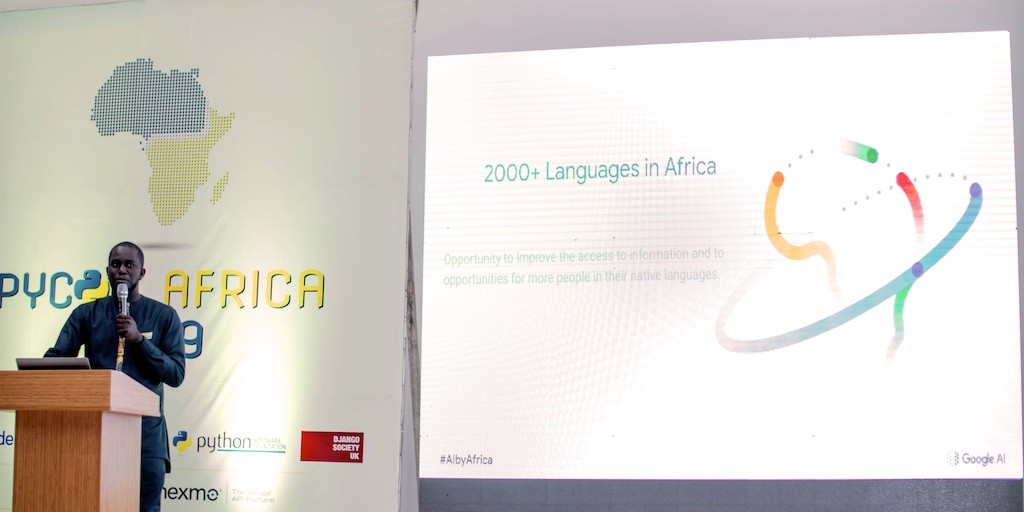 PYC
AFRICA
9
de
python
DJANGO
SOCIETY
UK
nexmo
2000+ Languages in Africa
Opportunity to improve the access to information and to
opportunities for more people in their native languages.
#AIbyAfrica
Google AI